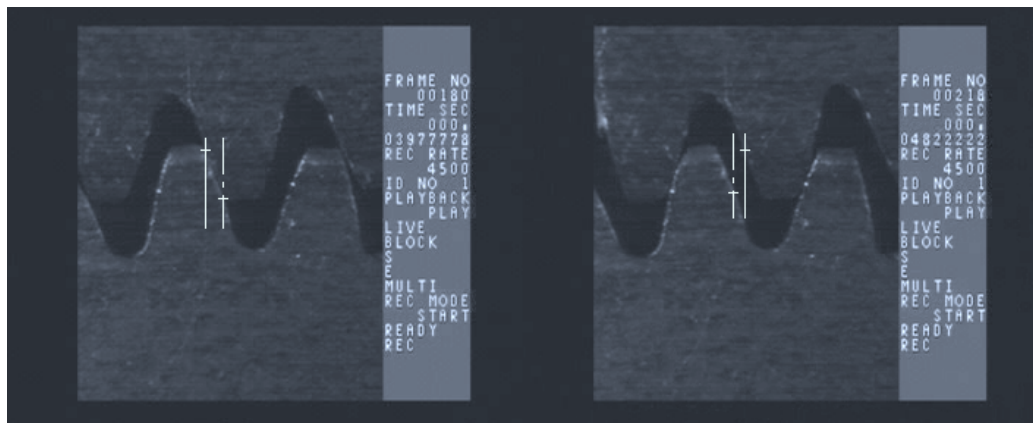 FRAME NO
00180
TIME SEC
000.
03977778
REC RATE
4500
ID NO 1
PLAYBACK
PLAY
LIVE
BLOCK
S
E
MULTI
REC MODE
START
READY
REC
FRAME NO
00218
TIME SEC
000.
04822222
REC RATE
4500
ID NO 1
PLAYBACK
PLAY
LIVE
BLOCK
S
E
MULTI
REC MODE
START
READY
REC